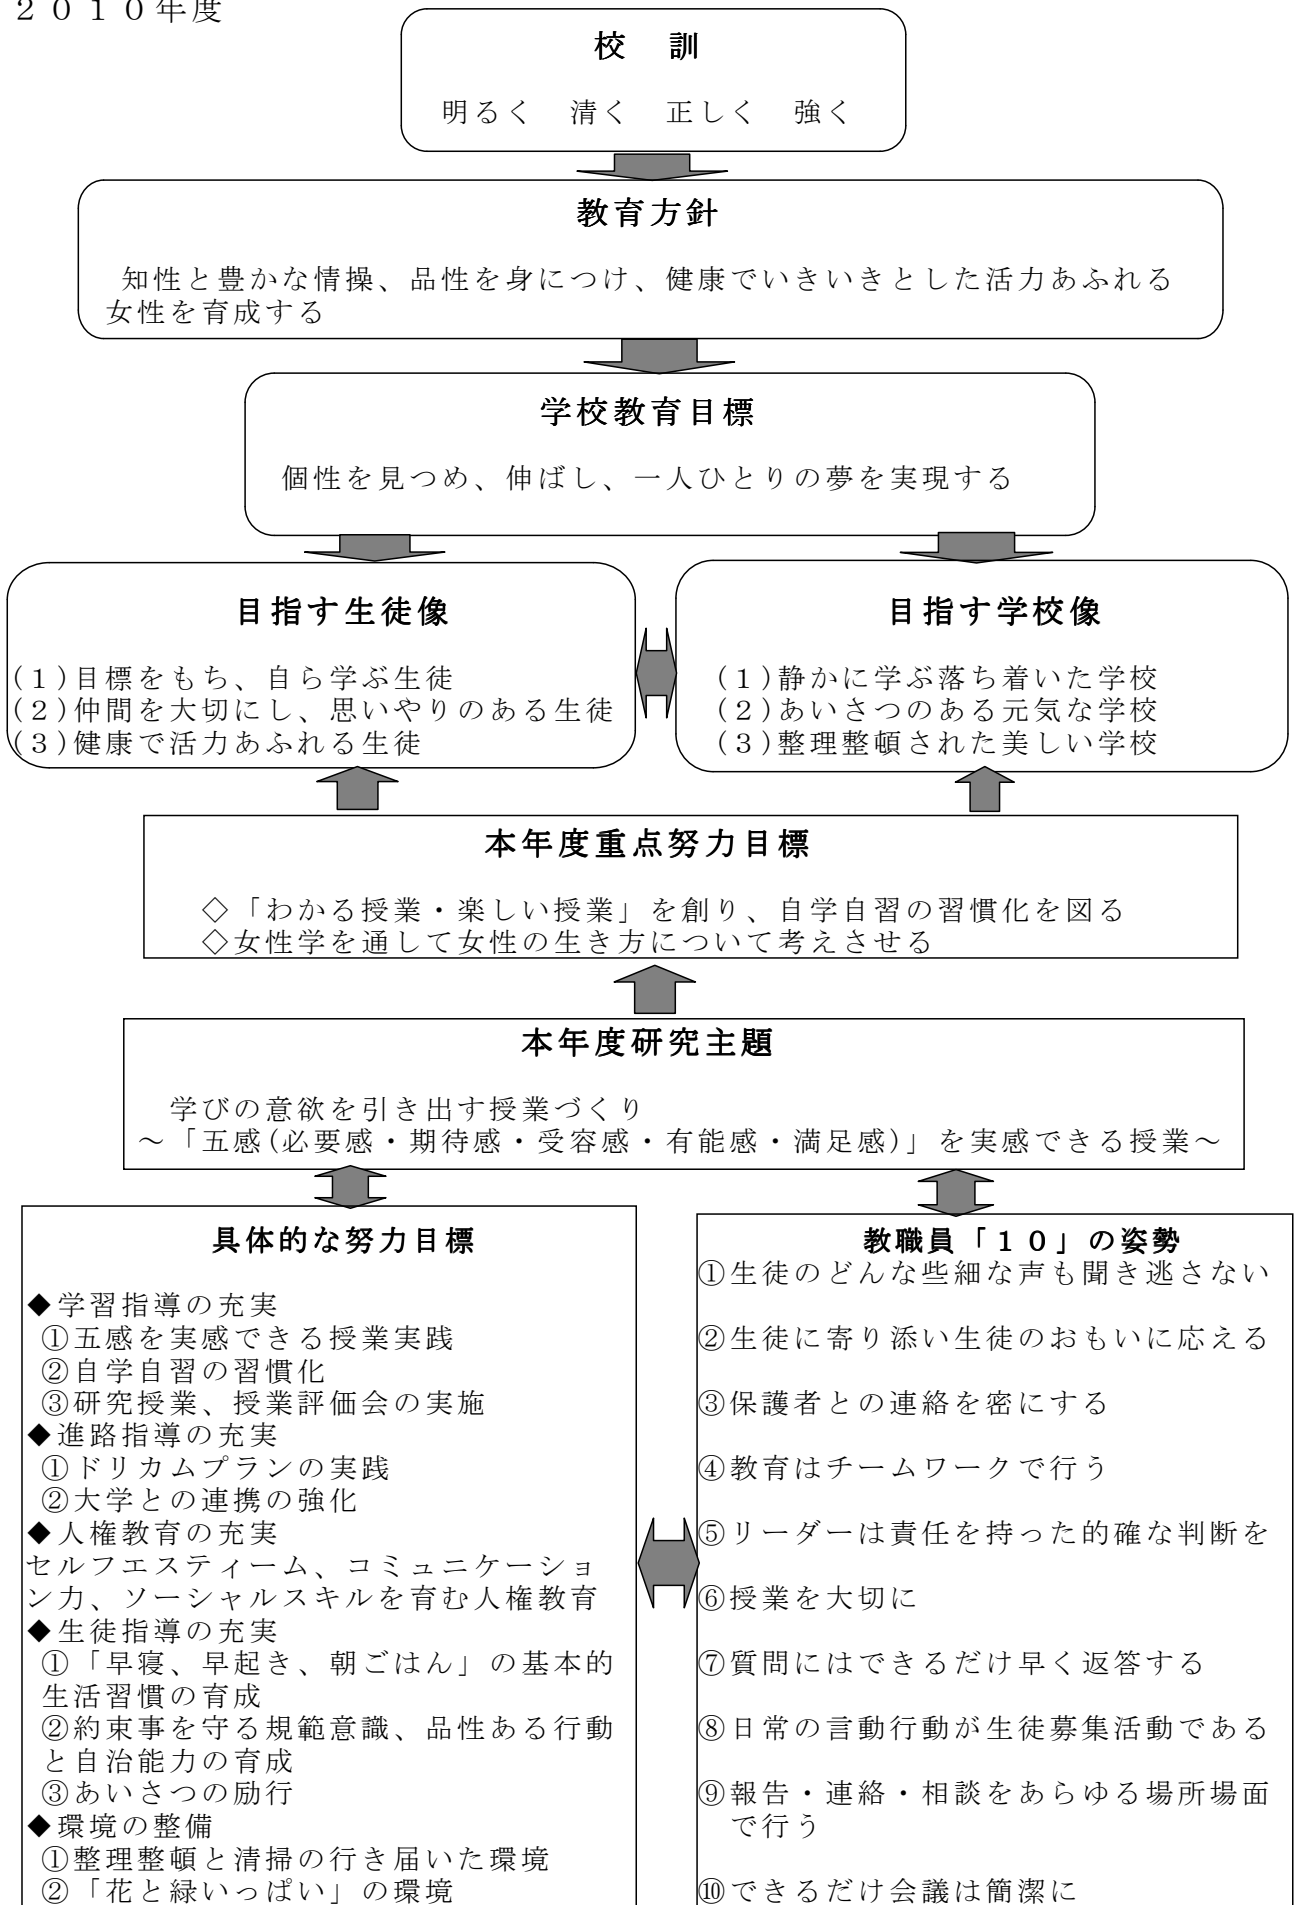 ２０１０年度
校　訓
明るく　清く　正しく　強く
教育方針
知性と豊かな情操、品性を身につけ、健康でいきいきとした活力あふれる
女性を育成する
学校教育目標
個性を見つめ、伸ばし、一人ひとりの夢を実現する
目指す生徒像
(１)目標をもち、自ら学ぶ生徒
(２)仲間を大切にし、思いやりのある生徒
(３)健康で活力あふれる生徒
目指す学校像
(１)静かに学ぶ落ち着いた学校
(２)あいさつのある元気な学校
(３)整理整頓された美しい学校
本年度重点努力目標
◇「わかる授業・楽しい授業」を創り、自学自習の習慣化を図る
◇女性学を通して女性の生き方について考えさせる
本年度研究主題
学びの意欲を引き出す授業づくり
～「五感(必要感・期待感・受容感・有能感・満足感)」を実感できる授業～
具体的な努力目標
◆学習指導の充実
①五感を実感できる授業実践
②自学自習の習慣化
③研究授業、授業評価会の実施
◆進路指導の充実
①ドリカムプランの実践
②大学との連携の強化
◆人権教育の充実
セルフエスティーム、コミュニケーショ
ン力、ソーシャルスキルを育む人権教育
◆生徒指導の充実
①「早寝、早起き、朝ごはん」の基本的
生活習慣の育成
②約束事を守る規範意識、品性ある行動
と自治能力の育成
③あいさつの励行
◆環境の整備
①整理整頓と清掃の行き届いた環境
②「花と緑いっぱい」の環境
教職員「１０」の姿勢
①生徒のどんな些細な声も聞き逃さない
②生徒に寄り添い生徒のおもいに応える
③保護者との連絡を密にする
④教育はチームワークで行う
⑤リーダーは責任を持った的確な判断を
⑥授業を大切に
⑦質問にはできるだけ早く返答する
⑧日常の言動行動が生徒募集活動である
⑨報告・連絡・相談をあらゆる場所場面
で行う
⑩できるだけ会議は簡潔に